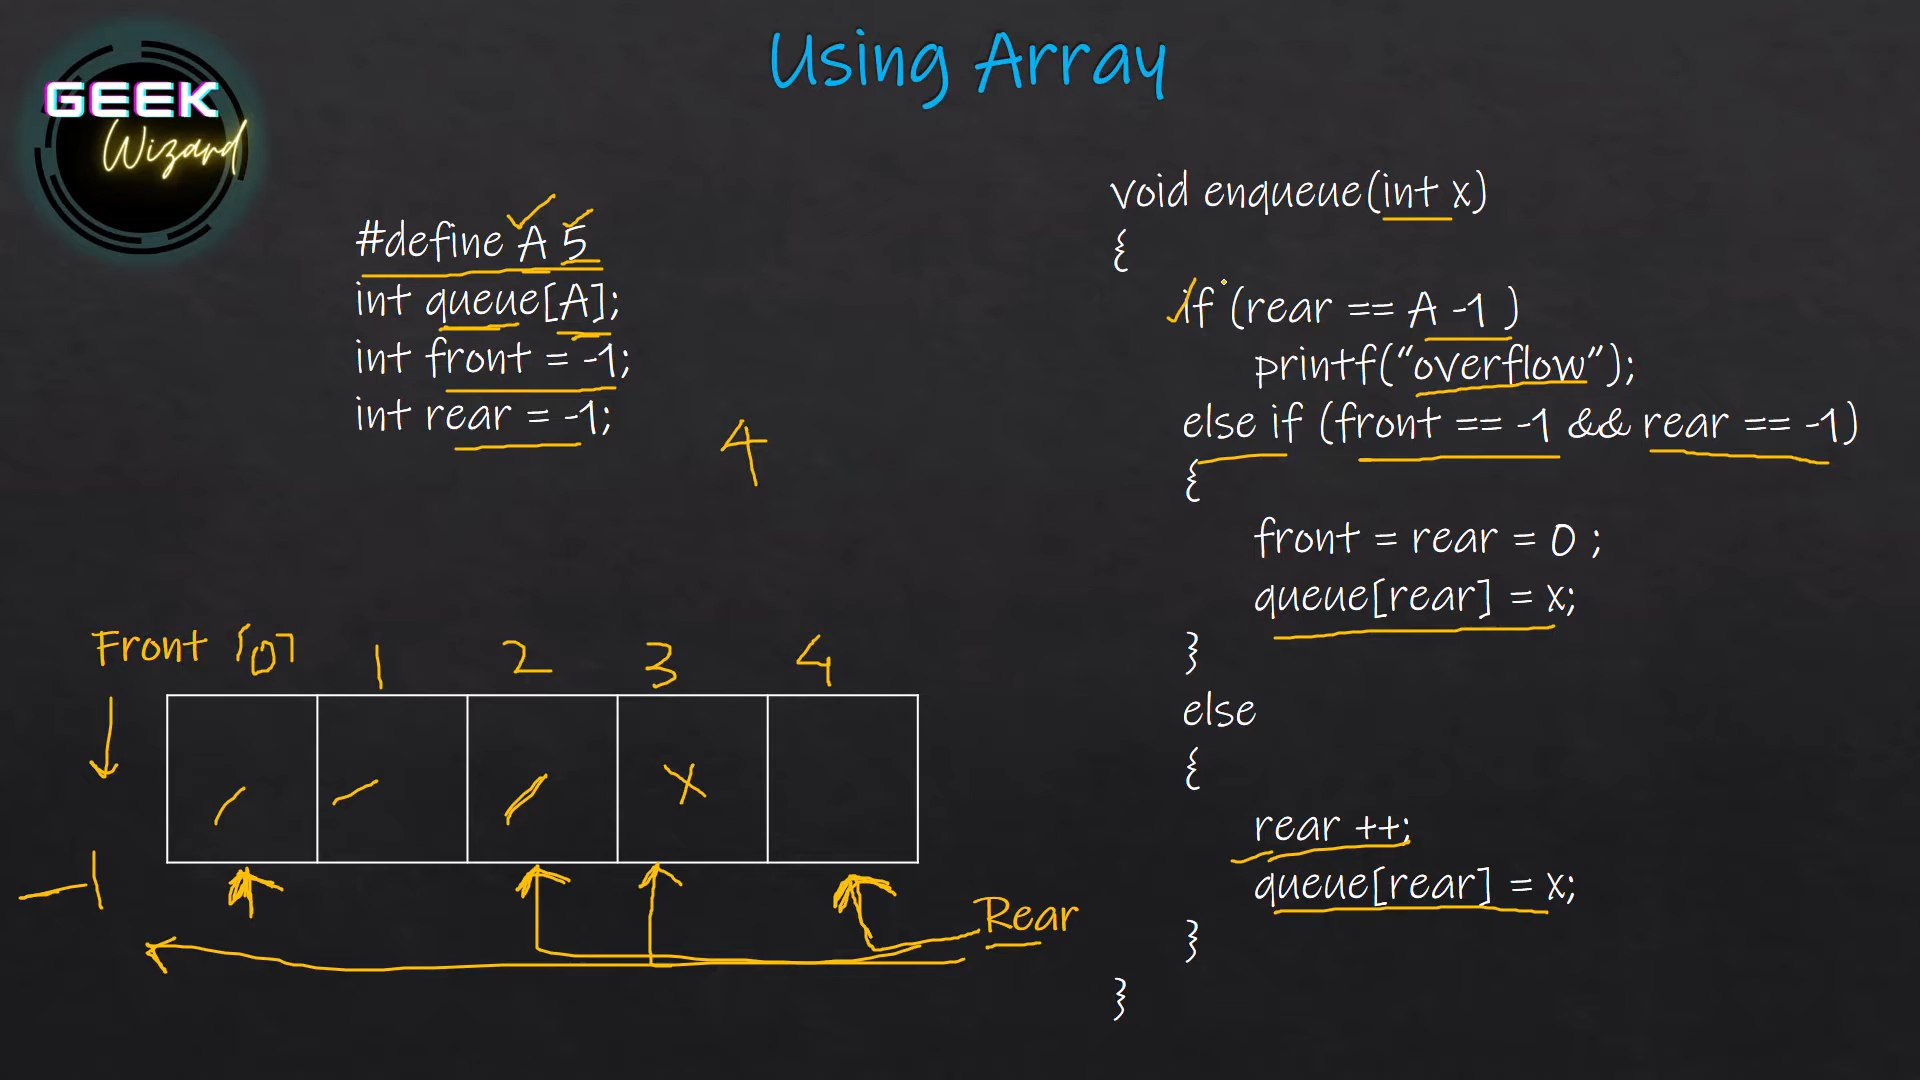 GEEK
Wizard
Using Array
#define A 5
int queue[A];
int front = -1;
int rear = -1;
4
Front [0] 1 2 3 4
-1
x
Rear
void enqueue(int x)
{
if (rear == A -1 )
printf(“overflow”);
else if (front == -1 && rear == -1)
{
front = rear = 0 ;
queue[rear] = x;
}
else
{
rear ++;
queue[rear] = x;
}
}